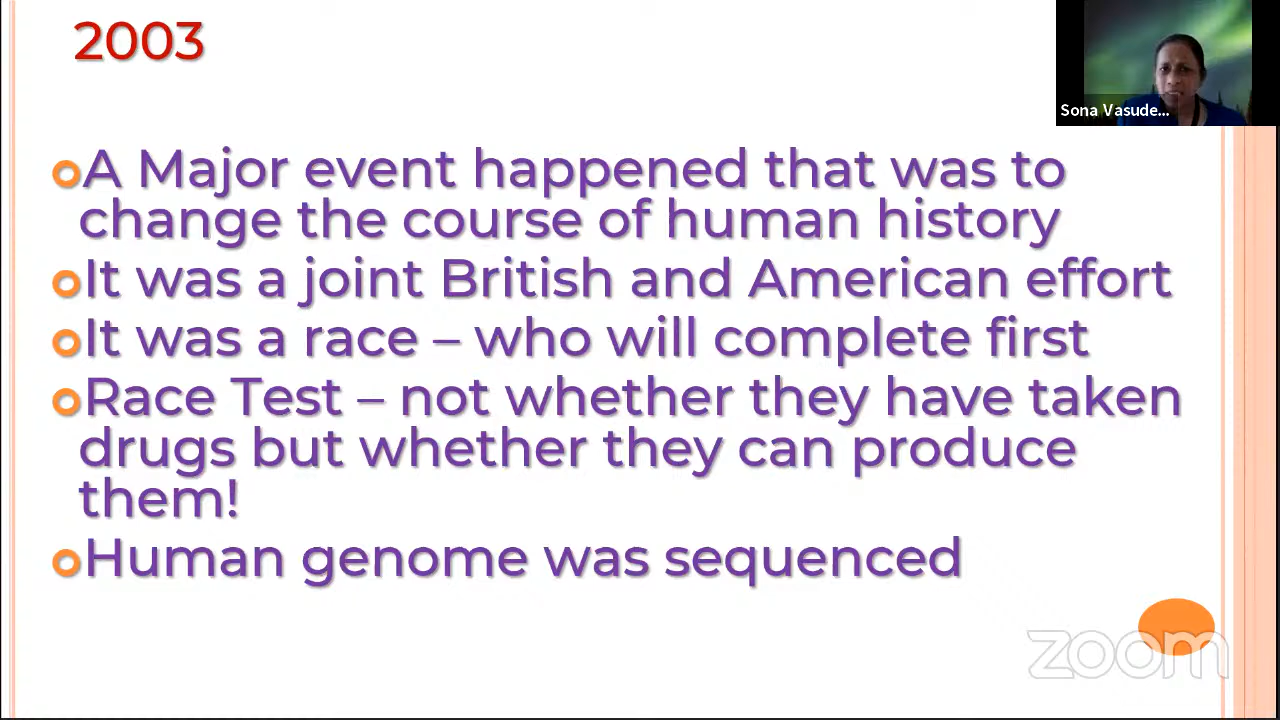 2003
Sona Vasude...
A Major event happened that was to
change the course of human history
It was a joint British and American effort
It was a race – who will complete first
Race Test – not whether they have taken
drugs but whether they can produce
them!
Human genome was sequenced
zoom